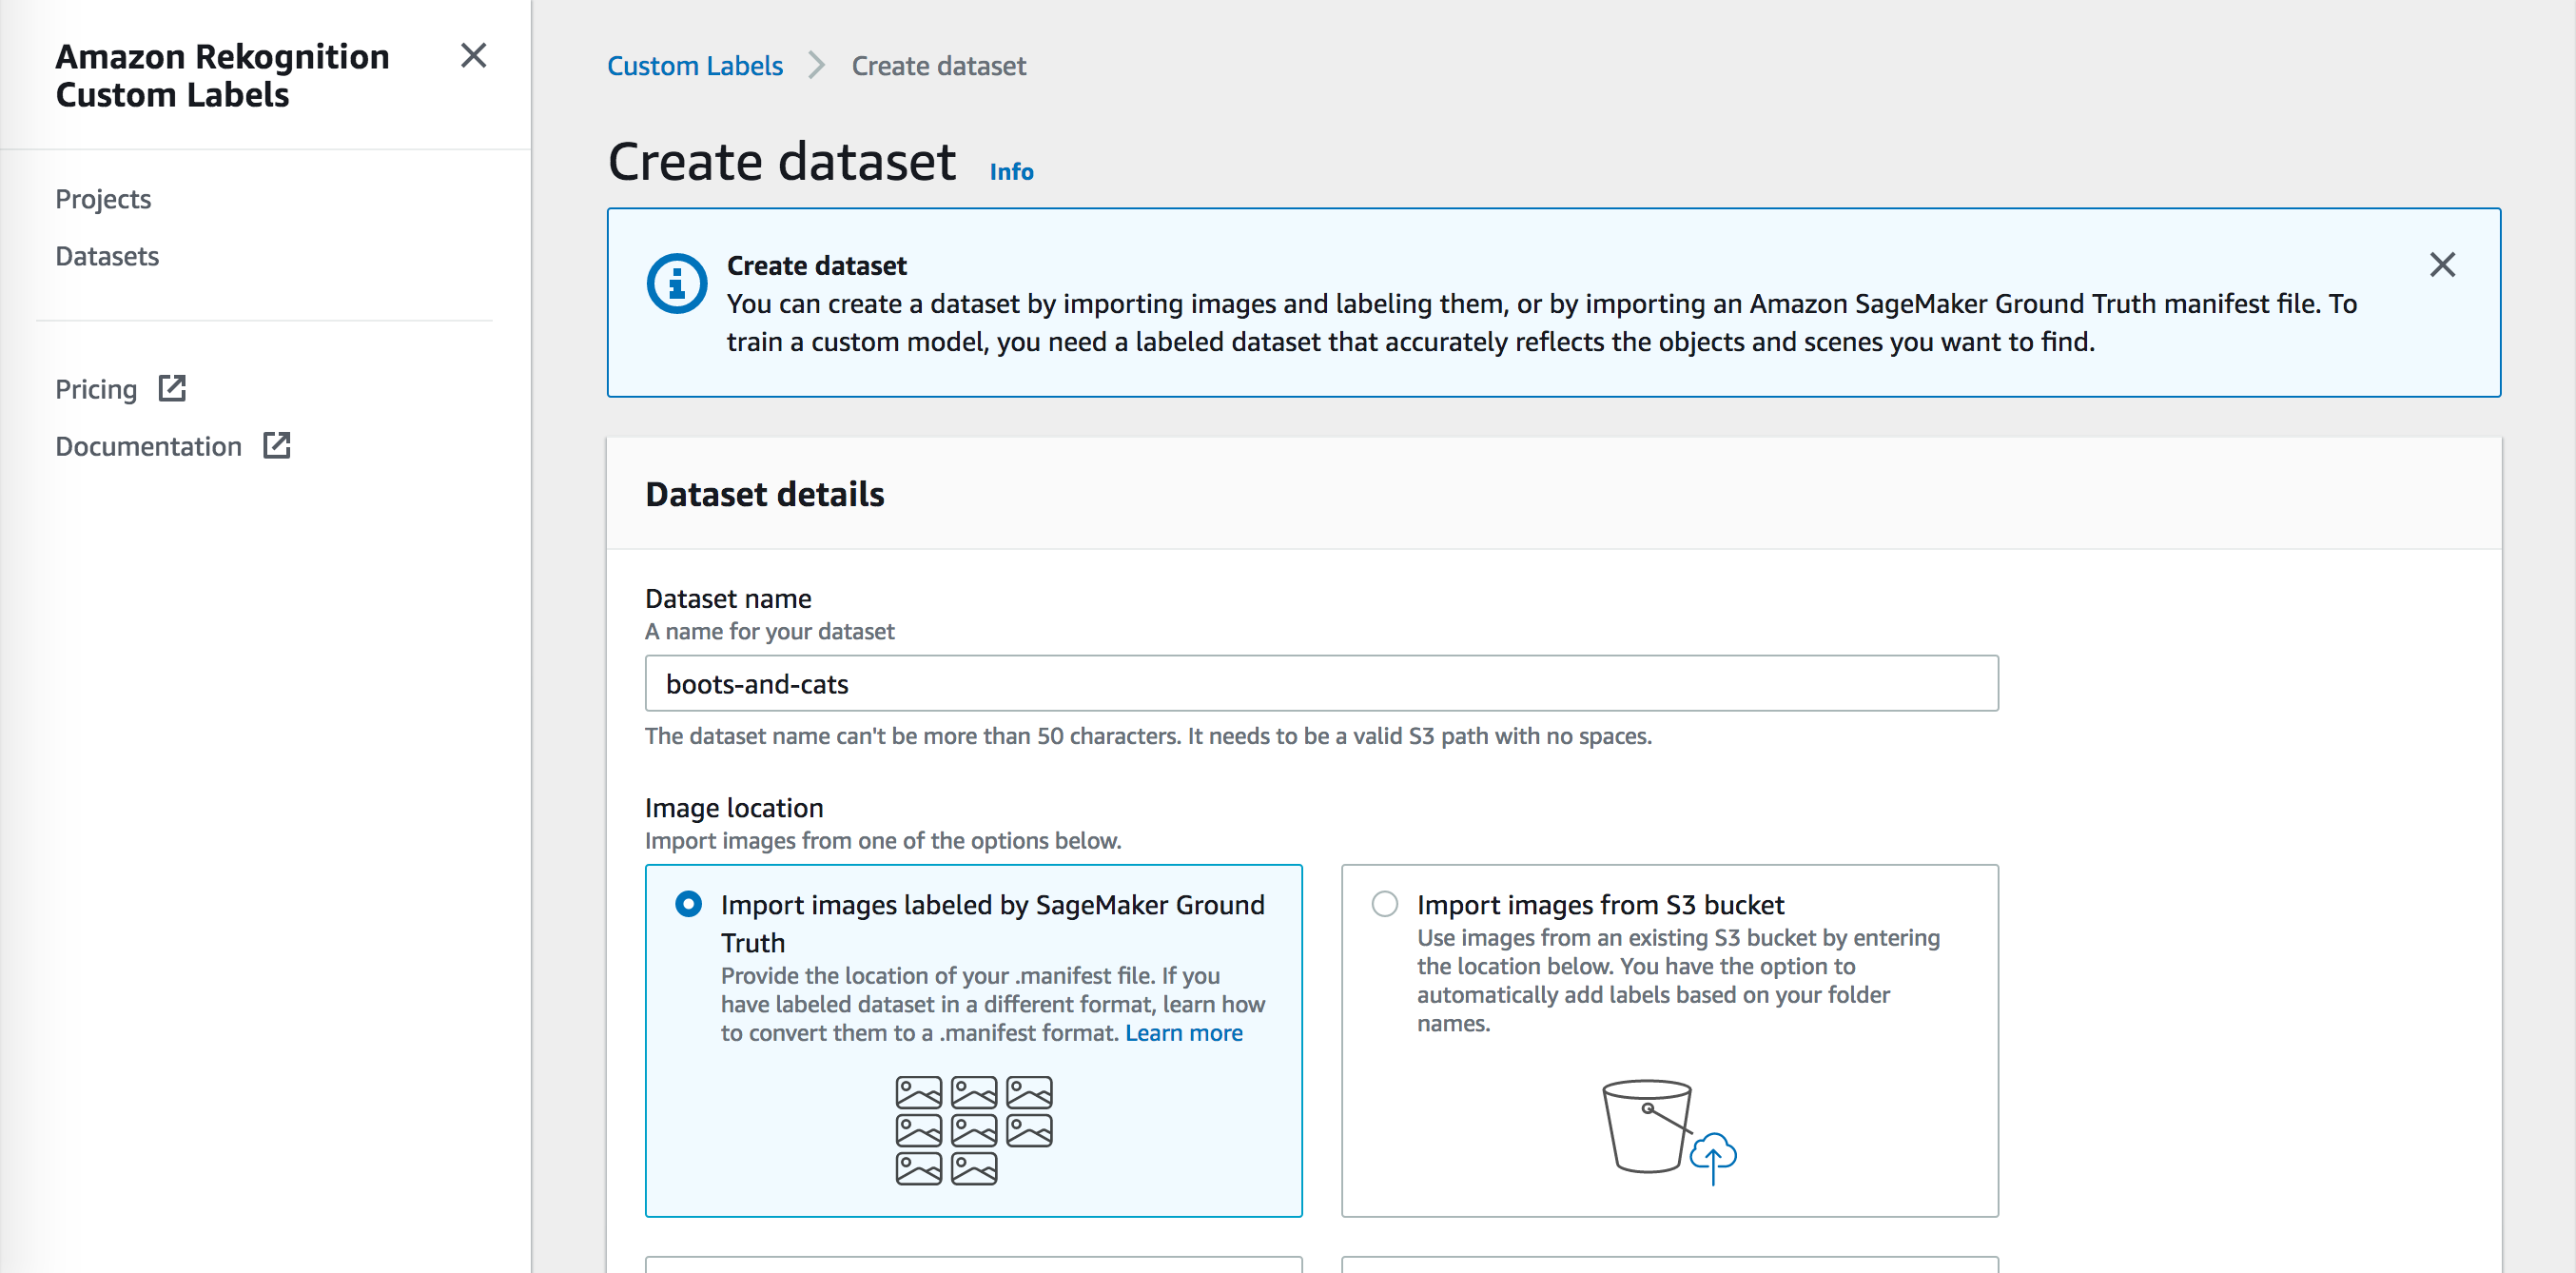 Amazon Rekognition
Custom Labels
Projects
Datasets
Pricing
Documentation
Custom Labels
Create dataset
Create dataset Info
Create dataset
You can create a dataset by importing images and labeling them, or by importing an Amazon SageMaker Ground Truth manifest file. To
train a custom model, you need a labeled dataset that accurately reflects the objects and scenes you want to find.
Dataset details
Dataset name
A name for your dataset
boots-and-cats
The dataset name can't be more than 50 characters. It needs to be a valid S3 path with no spaces.
Image location
Import images from one of the options below.
Import images labeled by SageMaker Ground
Truth
Provide the location of your .manifest file. If you
have labeled dataset in a different format, learn how
to convert them to a .manifest format. Learn more
Import images from S3 bucket
Use images from an existing S3 bucket by entering
the location below. You have the option to
automatically add labels based on your folder
names.